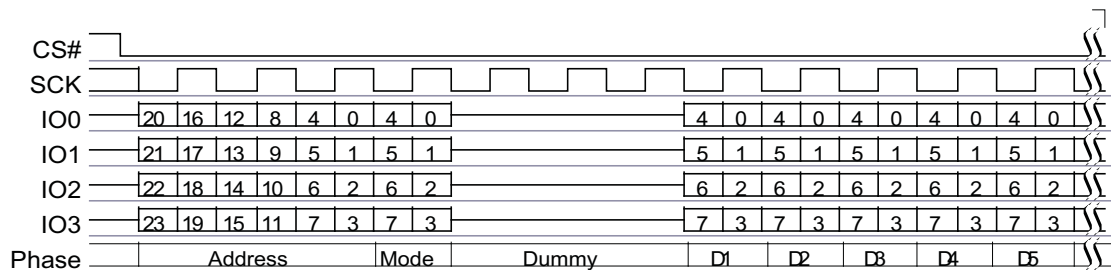 CS#
SCK
IO0 20 16 12 8 4 0 4 0 4 0 4 0 4 0 4 0 4 0
IO1 21 17 13 9 5 1 5 1 5 1 5 1 5 1 5 1 5 1
IO2 22 18 14 10 6 2 6 2 6 2 6 2 6 2 6 2 6 2
IO3 23 19 15 11 7 3 7 3 7 3 7 3 7 3 7 3 7 3
Phase Address Mode Dummy D1 D2 D3 D4 D5